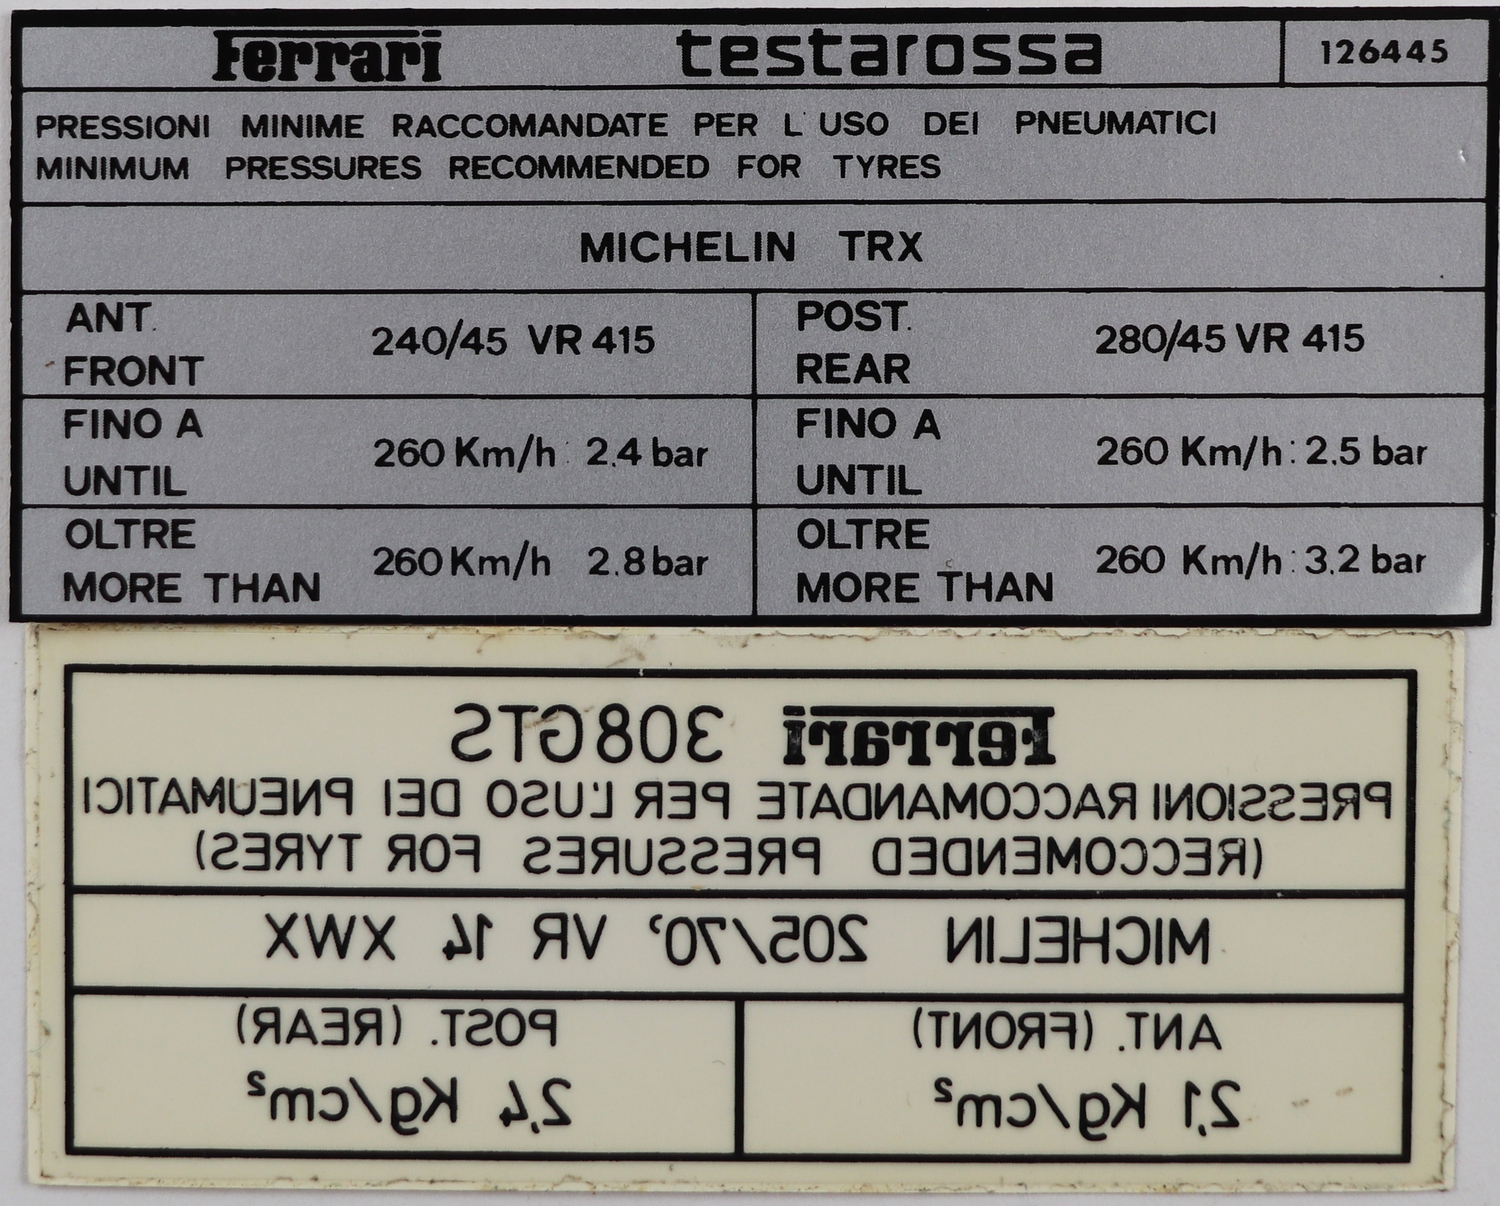 Ferrari testarossa 126445
PRESSIONI MINIME RACCOMANDATE PER L'USO DEI PNEUMATICI
MINIMUM PRESSURES RECOMMENDED FOR TYRES
MICHELIN TRX
ANT. FRONT 240/45 VR 415
POST. REAR 280/45 VR 415
FINO A UNTIL 260 Km/h : 2.4 bar
FINO A UNTIL 260 Km/h : 2.5 bar
OLTRE MORE THAN 260 Km/h 2.8 bar
OLTRE MORE THAN 260 Km/h : 3.2 bar
Ferrari 308GTS
PRESSIONI RACCOMANDATE PER L'USO DEI PNEUMATICI
(RECCOMENDED PRESSURES FOR TYRES)
MICHELIN 205/70' VR 14 XWX
ANT. (FRONT)
2,1 Kg/cm²
POST. (REAR)
2,4 Kg/cm²